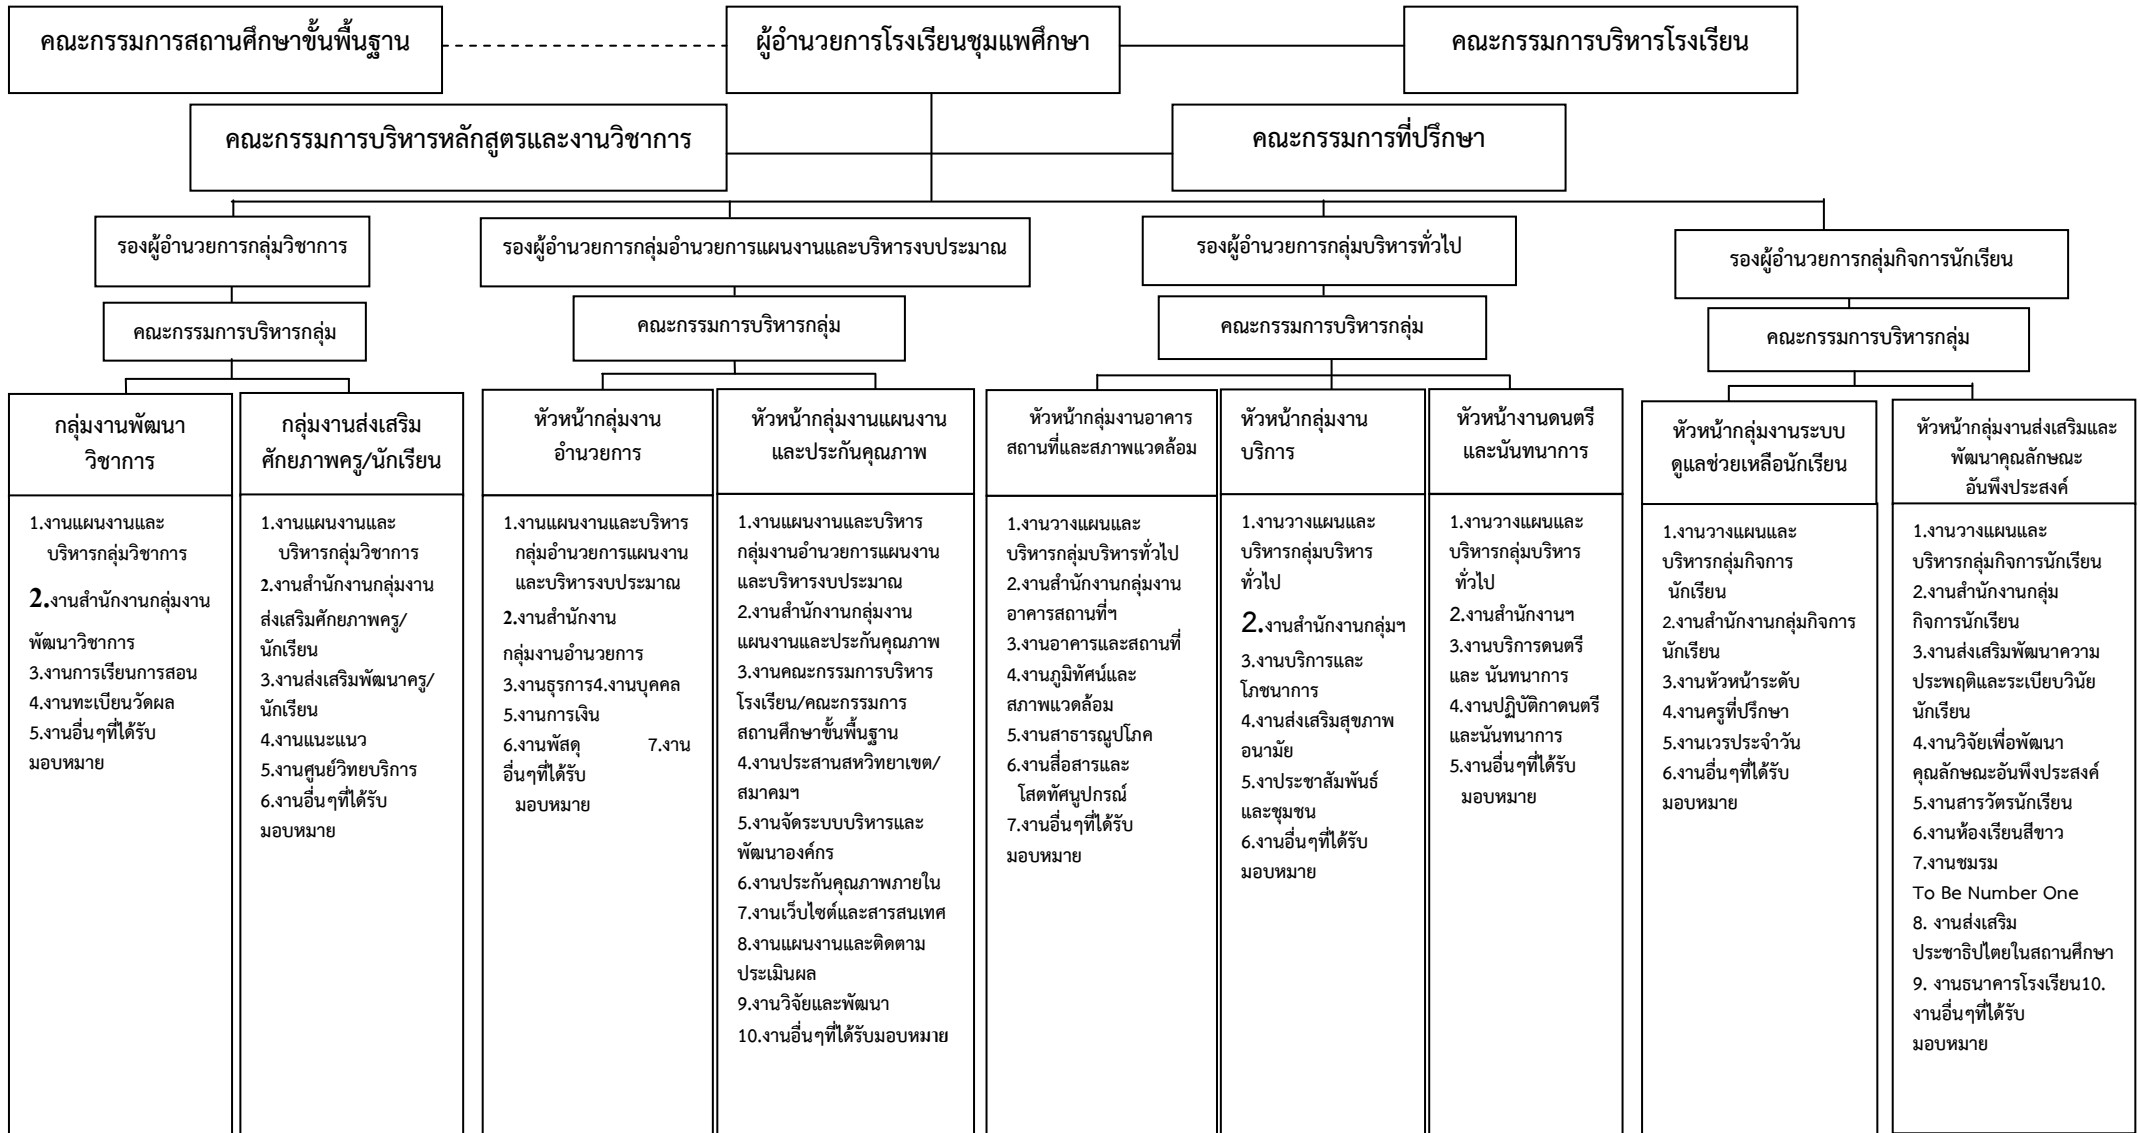 คณะกรรมการสถานศึกษาขั้นพื้นฐาน
ผู้อำนวยการโรงเรียนชุมแพศึกษา
คณะกรรมการบริหารโรงเรียน
คณะกรรมการบริหารหลักสูตรและงานวิชาการ
คณะกรรมการที่ปรึกษา
รองผู้อำนวยการกลุ่มวิชาการ
รองผู้อำนวยการกลุ่มอำนวยการแผนงานและบริหารงบประมาณ
รองผู้อำนวยการกลุ่มบริหารทั่วไป
รองผู้อำนวยการกลุ่มกิจการนักเรียน
คณะกรรมการบริหารกลุ่ม
คณะกรรมการบริหารกลุ่ม
คณะกรรมการบริหารกลุ่ม
คณะกรรมการบริหารกลุ่ม
กลุ่มงานพัฒนา
วิชาการ
1.งานแผนงานและ
บริหารกลุ่มวิชาการ
2.งานสำนักงานกลุ่มงาน
พัฒนาวิชาการ
3.งานการเรียนการสอน
4.งานทะเบียนวัดผล
5.งานอื่นๆที่ได้รับ
มอบหมาย
กลุ่มงานส่งเสริม
ศักยภาพครู/นักเรียน
1.งานแผนงานและ
บริหารกลุ่มวิชาการ
2.งานสำนักงานกลุ่มงาน
ส่งเสริมศักยภาพครู/
นักเรียน
3.งานส่งเสริมพัฒนาครู/
นักเรียน
4.งานแนะแนว
5.งานศูนย์วิทยบริการ
6.งานอื่นๆที่ได้รับ
มอบหมาย
หัวหน้ากลุ่มงาน
อำนวยการ
1.งานแผนงานและบริหาร
กลุ่มอำนวยการแผนงาน
และบริหารงบประมาณ
2.งานสำนักงาน
กลุ่มงานอำนวยการ
3.งานธุรการ4.งานบุคคล
5.งานการเงิน
6.งานพัสดุ 7.งาน
อื่นๆที่ได้รับ
มอบหมาย
หัวหน้ากลุ่มงานแผนงาน
และประกันคุณภาพ
1.งานแผนงานและบริหาร
กลุ่มงานอำนวยการแผนงาน
และบริหารงบประมาณ
2.งานสำนักงานกลุ่มงาน
แผนงานและประกันคุณภาพ
3.งานคณะกรรมการบริหาร
โรงเรียน/คณะกรรมการ
สถานศึกษาขั้นพื้นฐาน
4.งานประสานสหวิทยาเขต/
สมาคมฯ
5.งานจัดระบบบริหารและ
พัฒนาองค์กร
6.งานประกันคุณภาพภายใน
7.งานเว็บไซต์และสารสนเทศ
8.งานแผนงานและติดตาม
ประเมินผล
9.งานวิจัยและพัฒนา
10.งานอื่นๆที่ได้รับมอบหมาย
หัวหน้ากลุ่มงานอาคาร
สถานที่และสภาพแวดล้อม
1.งานวางแผนและ
บริหารกลุ่มบริหารทั่วไป
2.งานสำนักงานกลุ่มงาน
อาคารสถานที่ฯ
3.งานอาคารและสถานที่
4.งานภูมิทัศน์และ
สภาพแวดล้อม
5.งานสาธารณูปโภค
6.งานสื่อสารและ
โสตทัศนูปกรณ์
7.งานอื่นๆที่ได้รับ
มอบหมาย
หัวหน้ากลุ่มงาน
บริการ
1.งานวางแผนและ
บริหารกลุ่มบริหาร
ทั่วไป
2.งานสำนักงานกลุ่มฯ
3.งานบริการและ
โภชนาการ
4.งานส่งเสริมสุขภาพ
อนามัย
5.งาประชาสัมพันธ์
และชุมชน
6.งานอื่นๆที่ได้รับ
มอบหมาย
หัวหน้างานดนตรี
และนันทนาการ
1.งานวางแผนและ
บริหารกลุ่มบริหาร
ทั่วไป
2.งานสำนักงานฯ
3.งานบริการดนตรี
และ นันทนาการ
4.งานปฏิบัติกาดนตรี
และนันทนาการ
5.งานอื่นๆที่ได้รับ
มอบหมาย
หัวหน้ากลุ่มงานระบบ
ดูแลช่วยเหลือนักเรียน
1.งานวางแผนและ
บริหารกลุ่มกิจการ
นักเรียน
2.งานสำนักงานกลุ่มกิจการ
นักเรียน
3.งานหัวหน้าระดับ
4.งานครูที่ปรึกษา
5.งานเวรประจำวัน
6.งานอื่นๆที่ได้รับ
มอบหมาย
หัวหน้ากลุ่มงานส่งเสริมและ
พัฒนาคุณลักษณะ
อันพึงประสงค์
1.งานวางแผนและ
บริหารกลุ่มกิจการนักเรียน
2.งานสำนักงานกลุ่ม
กิจการนักเรียน
3.งานส่งเสริมพัฒนาความ
ประพฤติและระเบียบวินัย
นักเรียน
4.งานวิจัยเพื่อพัฒนา
คุณลักษณะอันพึงประสงค์
5.งานสารวัตรนักเรียน
6.งานห้องเรียนสีขาว
7.งานชมรม
To Be Number One
8. งานส่งเสริม
ประชาธิปไตยในสถานศึกษา
9. งานธนาคารโรงเรียน10.
งานอื่นๆที่ได้รับ
มอบหมาย